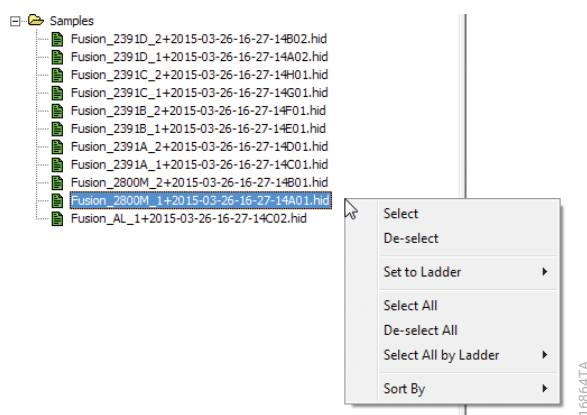 Samples
Fusion_2391D_2+2015-03-26-16-27-14B02.hid
Fusion_2391D_1+2015-03-26-16-27-14A02.hid
Fusion_2391C_2+2015-03-26-16-27-14H01.hid
Fusion_2391C_1+2015-03-26-16-27-14G01.hid
Fusion_2391B_2+2015-03-26-16-27-14F01.hid
Fusion_2391B_1+2015-03-26-16-27-14E01.hid
Fusion_2391A_2+2015-03-26-16-27-14D01.hid
Fusion_2391A_1+2015-03-26-16-27-14C01.hid
Fusion_2800M_2+2015-03-26-16-27-14B01.hid
Fusion_2800M_1+2015-03-26-16-27-14A01.hid
Fusion_AL_1+2015-03-26-16-27-14C02.hid
Select
De-select
Set to Ladder
Select All
De-select All
Select All by Ladder
Sort By
16864TA